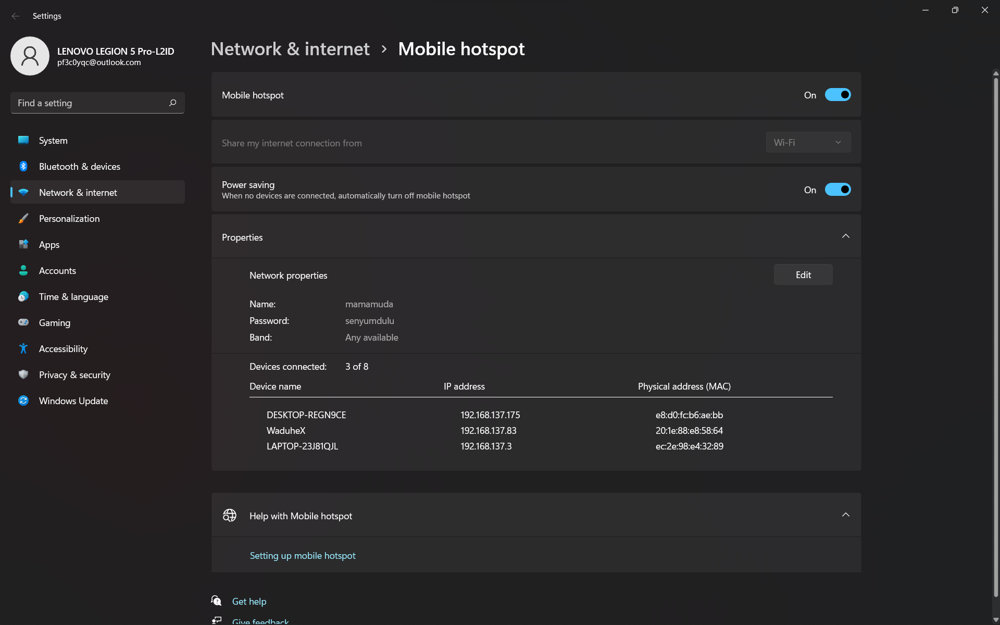 Settings
LENOVO LEGION 5 Pro-L2ID
pf3c0yqc@outlook.com
Find a setting
System
Bluetooth & devices
Network & internet
Personalization
Apps
Accounts
Time & language
Gaming
Accessibility
Privacy & security
Windows Update
Network & internet > Mobile hotspot
Mobile hotspot On
Share my internet connection from Wi-Fi
Power saving
When no devices are connected, automatically turn off mobile hotspot
On
Properties
Network properties Edit
Name: mamamuda
Password: senyumdulu
Band: Any available
Devices connected: 3 of 8
Device name IP address Physical address (MAC)
DESKTOP-REGN9CE 192.168.137.175 e8:d0:fc:b6:ae:bb
WaduheX 192.168.137.83 20:1e:88:e8:58:64
LAPTOP-23J81QJL 192.168.137.3 ec:2e:98:e4:32:89
Help with Mobile hotspot
Setting up mobile hotspot
Get help
Give feedback